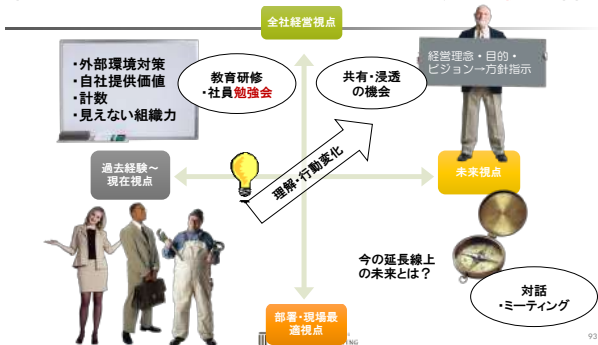 全社経営視点
・外部環境対策
・自社提供価値
・計数
・見えない組織力
教育研修
・社員勉強会
共有・浸透
の機会
経営理念・目的・
ビジョン→方針指示
過去経験～
現在視点
理解・行動変化
未来視点
今の延長線上
の未来とは？
対話
・ミーティング
部署・現場最
適視点
93